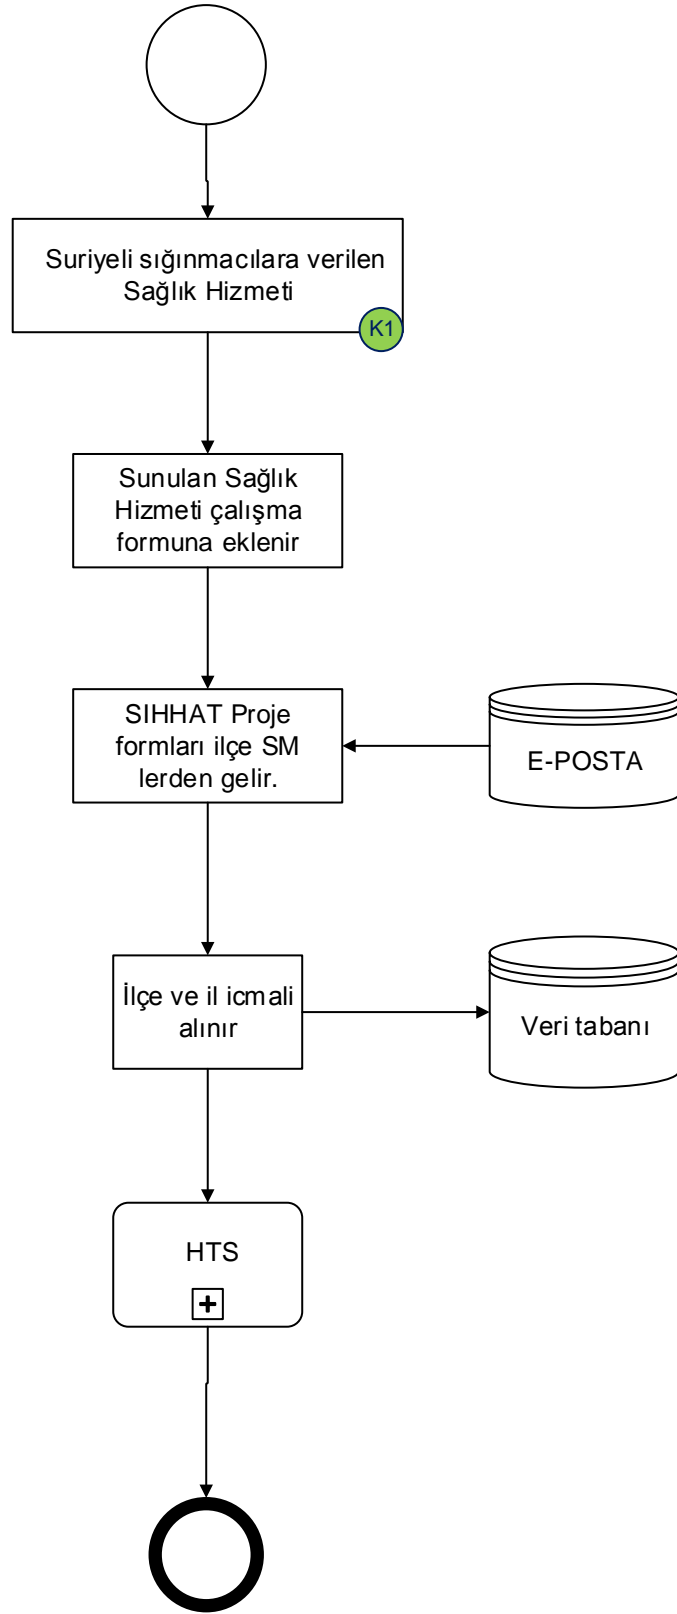 Suriyeli sığınmacılara verilen
Sağlık Hizmeti
K1
Sunulan Sağlık
Hizmeti çalışma
formuna eklenir
SIHHAT Proje
formları ilçe SM
lerden gelir.
E-POSTA
İlçe ve il icmali
alınır
Veri tabanı
HTS